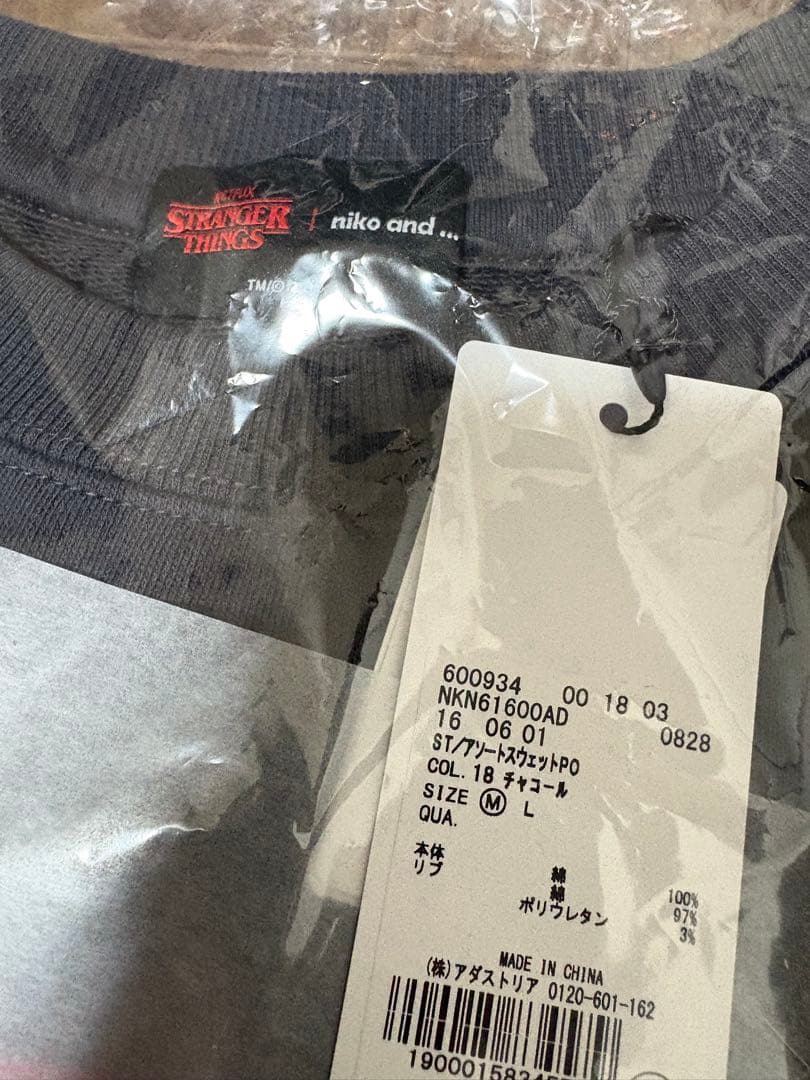 NETFLIX
STRANGER
THINGS
niko and ...
TM/©
600934 00 18 03
NKN61600AD
16 06 01 0828
ST/アソートスウェットPO
COL. 18 チャコール
SIZE Ⓜ L
QUA.
本体 綿 100%
リブ 綿 97%
ポリウレタン 3%
MADE IN CHINA
(株)アダストリア 0120-601-162
19000158345